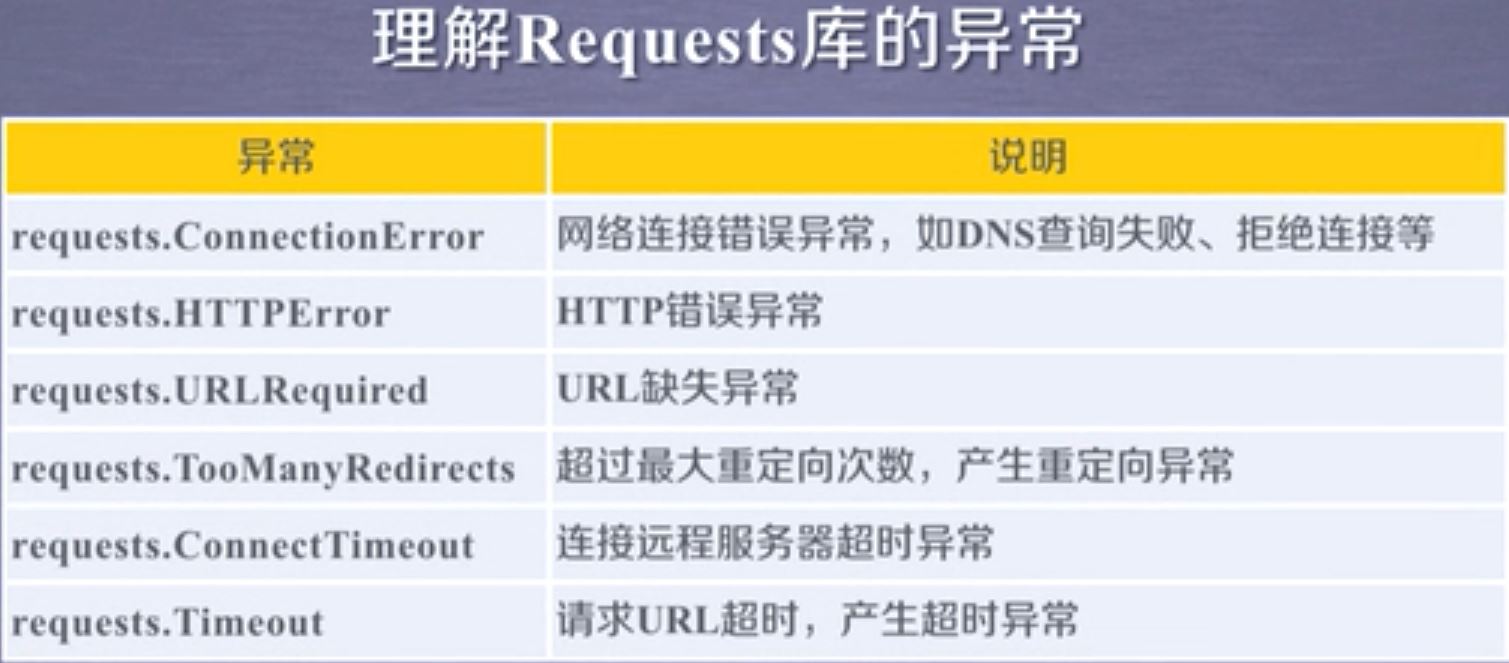 理解Requests库的异常
异常 说明
requests.ConnectionError 网络连接错误异常，如DNS查询失败、拒绝连接等
requests.HTTPError HTTP错误异常
requests.URLRequired URL缺失异常
requests.TooManyRedirects 超过最大重定向次数，产生重定向异常
requests.ConnectTimeout 连接远程服务器超时异常
requests.Timeout 请求URL超时，产生超时异常